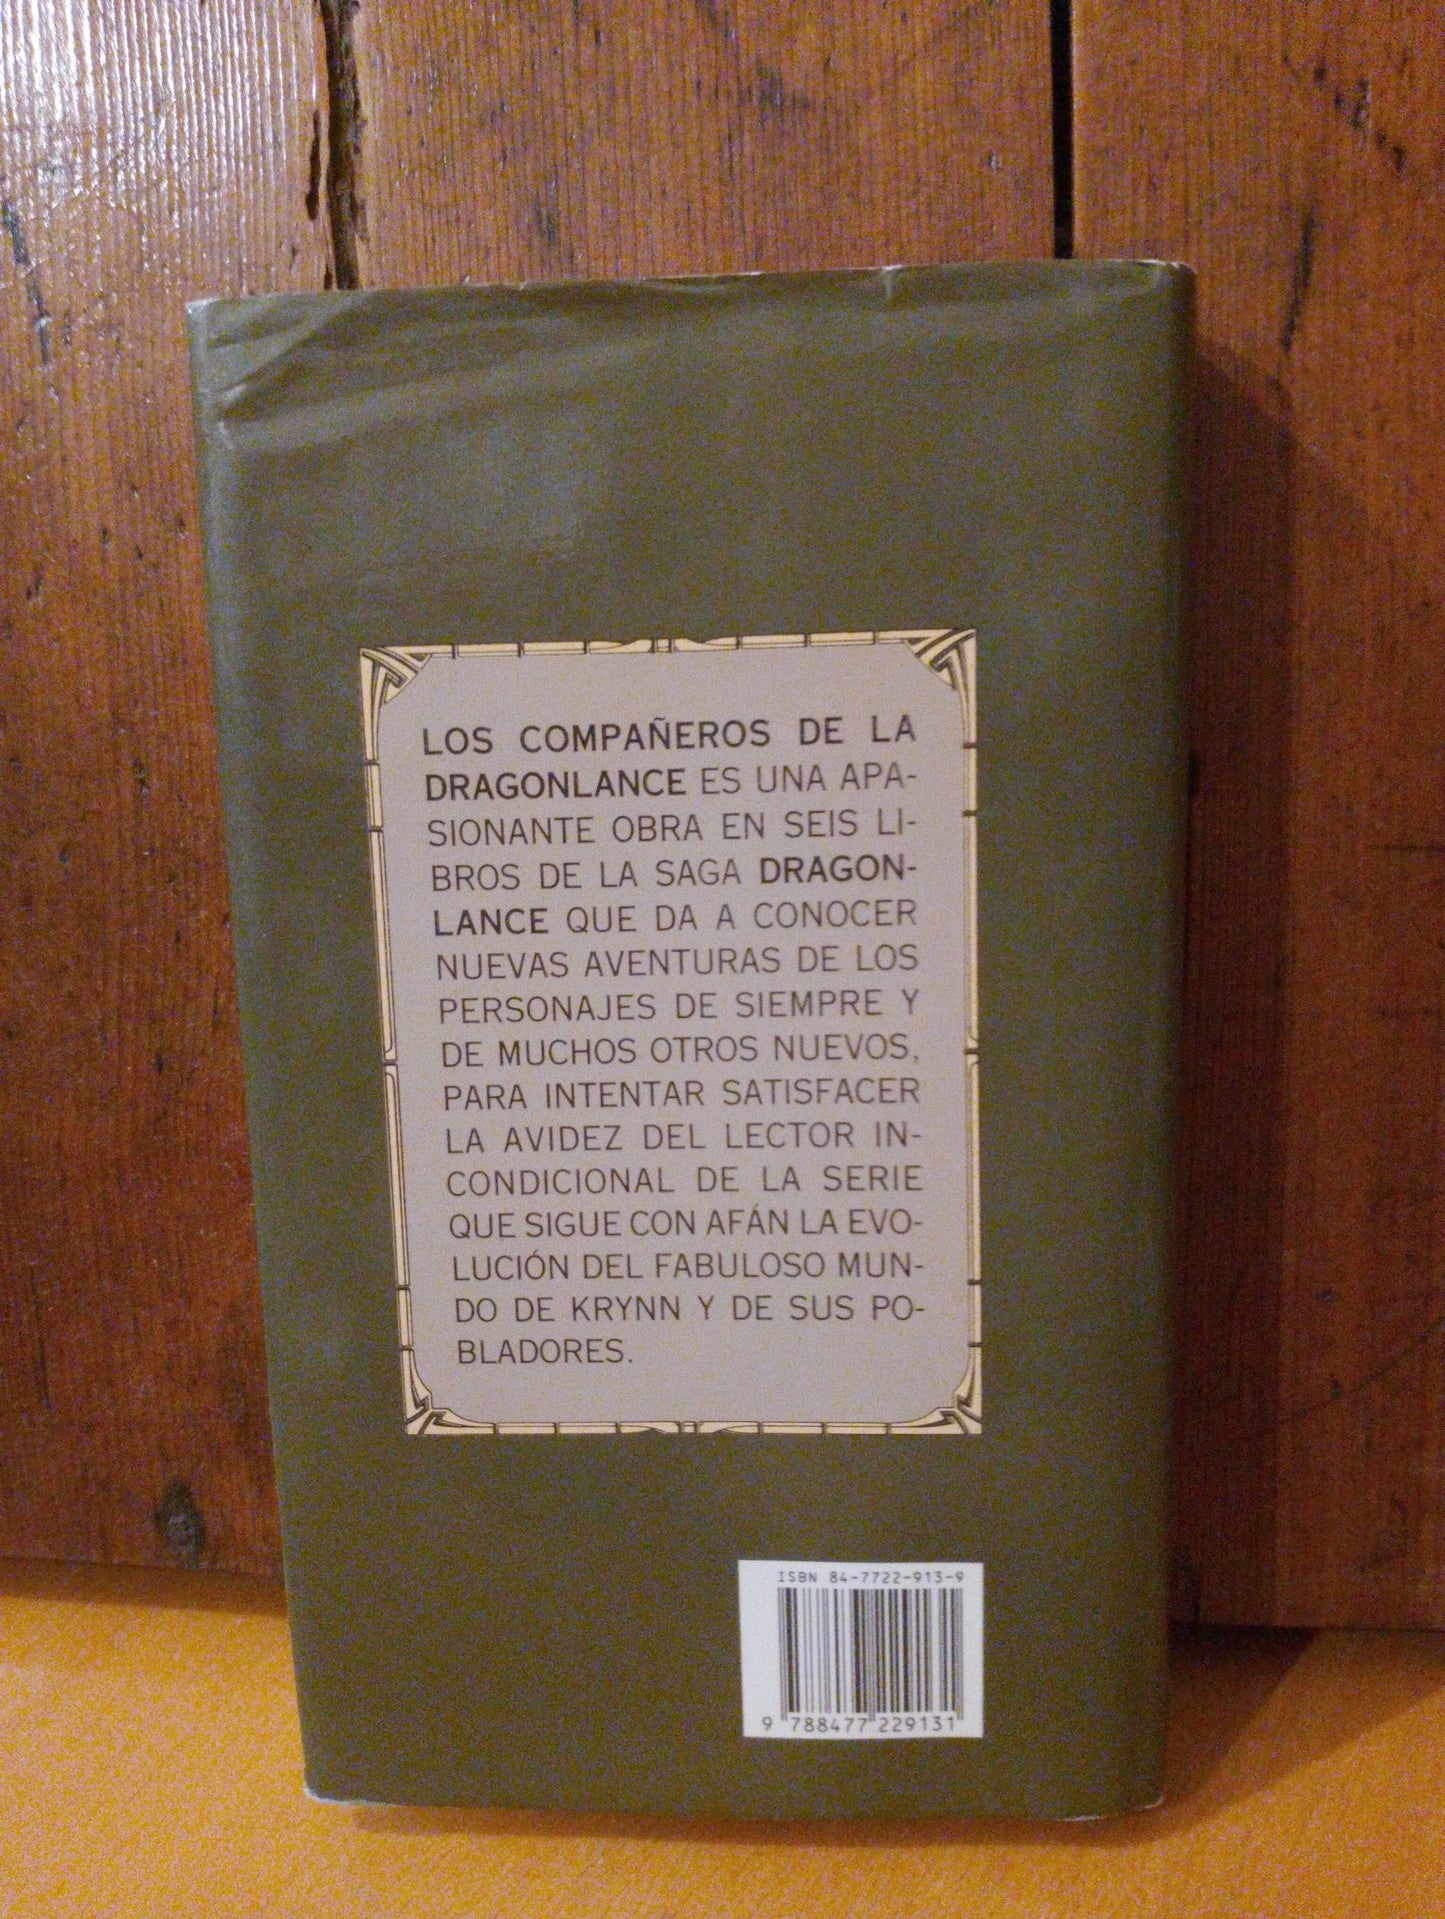 LOS COMPAÑEROS DE LA
DRAGONLANCE ES UNA APA-
SIONANTE OBRA EN SEIS LI-
BROS DE LA SAGA DRAGON-
LANCE QUE DA A CONOCER
NUEVAS AVENTURAS DE LOS
PERSONAJES DE SIEMPRE Y
DE MUCHOS OTROS NUEVOS,
PARA INTENTAR SATISFACER
LA AVIDEZ DEL LECTOR IN-
CONDICIONAL DE LA SERIE
QUE SIGUE CON AFÁN LA EVO-
LUCIÓN DEL FABULOSO MUN-
DO DE KRYNN Y DE SUS PO-
BLADORES.
ISBN 84-7722-913-9
9 788477 229131